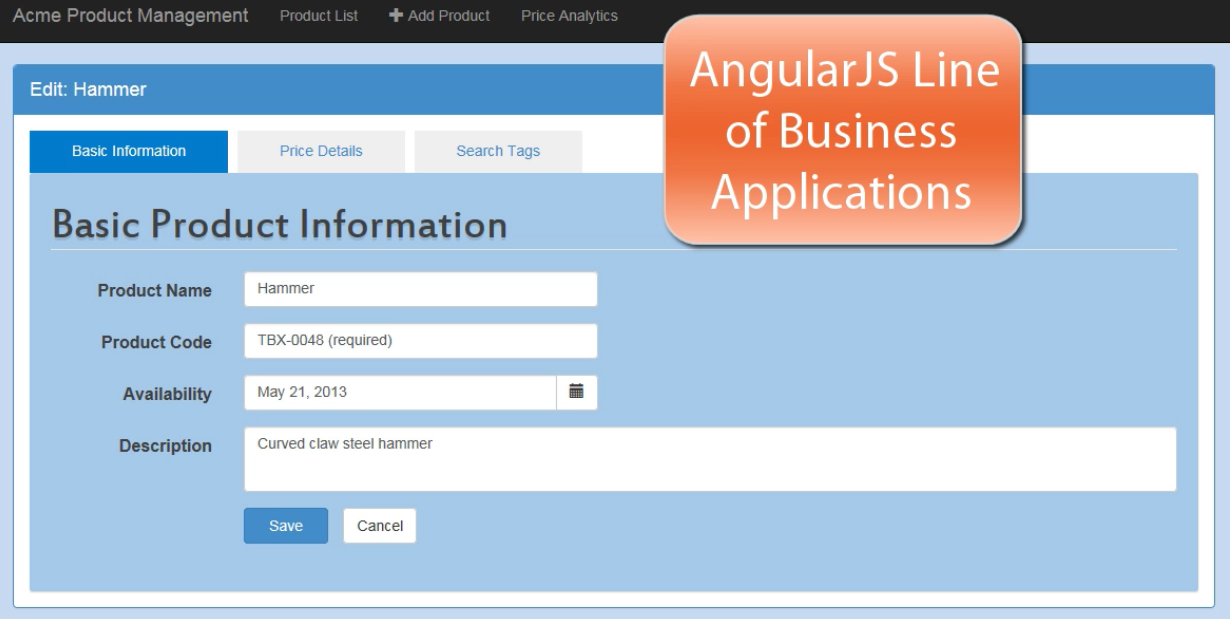 Acme Product Management Product List Add Product Price Analytics
AngularJS Line
of Business
Applications
Edit: Hammer
Basic Information Price Details Search Tags
Basic Product Information
Product Name Hammer
Product Code TBX-0048 (required)
Availability May 21, 2013
Description Curved claw steel hammer
Save Cancel